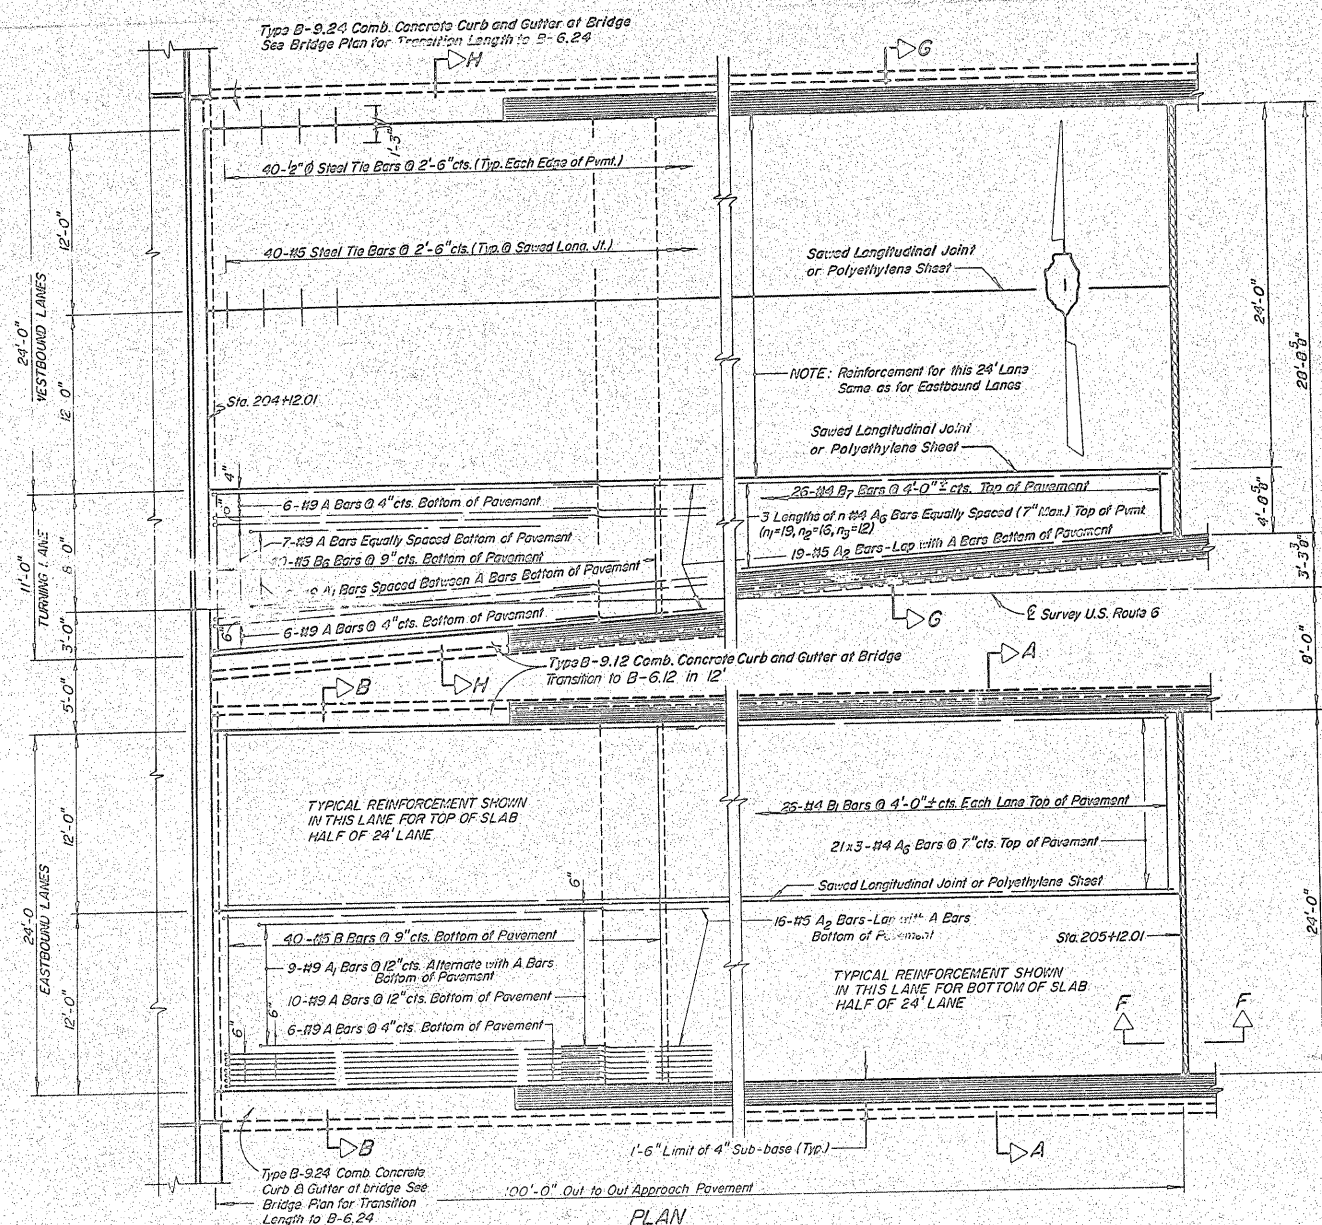 Type B-9.24 Comb. Concrete Curb and Gutter at Bridge
See Bridge Plan for Transition Length to B-6.24
H
G
1'-3"
40-½"ϕ Steel Tie Bars @ 2'-6"cts. (Typ. Each Edge of Pvmt.)
40-#5 Steel Tie Bars @ 2'-6"cts. (Typ. @ Sawed Long. Jt.)
Sawed Longitudinal Joint
or Polyethylene Sheet
24'-0"
WESTBOUND LANES
12'-0"
12 0"
24'-0"
28'-8⅝"
NOTE: Reinforcement for this 24' Lane
Same as for Eastbound Lanes
Sta. 204+12.01
Sawed Longitudinal Joint
or Polyethylene Sheet
4"
6-#9 A Bars @ 4"cts. Bottom of Pavement
26-#4 B7 Bars @ 4'-0"± cts. Top of Pavement
3 Lengths of n #4 A6 Bars Equally Spaced (7" Max.) Top of Pvmt
(n1=19, n2=16, n3=12)
7-#9 A Bars Equally Spaced Bottom of Pavement
19-#5 A2 Bars-Lap with A Bars Bottom of Pavement
-#5 B6 Bars @ 9"cts. Bottom of Pavement
A1 Bars Spaced Between A Bars Bottom of Pavement
6-#9 A Bars @ 4"cts. Bottom of Pavement
6"
11'-0"
TURNING LANE
8'-0"
3'-0"
4'-8⅝"
3'-3⅜"
8'-0"
G
℄ Survey U.S. Route 6
Type B-9.12 Comb. Concrete Curb and Gutter at Bridge
Transition to B-6.12 in 12'
A
B
H
5'-0"
TYPICAL REINFORCEMENT SHOWN
IN THIS LANE FOR TOP OF SLAB
HALF OF 24' LANE
26-#4 B1 Bars @ 4'-0"± cts. Each Lane Top of Pavement
21x3-#4 A6 Bars @ 7"cts. Top of Pavement
Sawed Longitudinal Joint or Polyethylene Sheet
24'-0
EASTBOUND LANES
12'-0"
12'-0"
24'-0"
6"
40-#5 B Bars @ 9"cts. Bottom of Pavement
16-#5 A2 Bars-Lap with A Bars
Bottom of Pavement
Sta. 205+12.01
9-#9 A1 Bars @ 12"cts. Alternate with A Bars
Bottom of Pavement
10-#9 A Bars @ 12"cts. Bottom of Pavement
6-#9 A Bars @ 4"cts. Bottom of Pavement
6"
6"
TYPICAL REINFORCEMENT SHOWN
IN THIS LANE FOR BOTTOM OF SLAB
HALF OF 24' LANE
F
F
B
1'-6" Limit of 4" Sub-base (Typ.)
A
Type B-9.24 Comb. Concrete
Curb & Gutter at bridge See
Bridge Plan for Transition
Length to B-6.24
00'-0" Out to Out Approach Pavement
PLAN